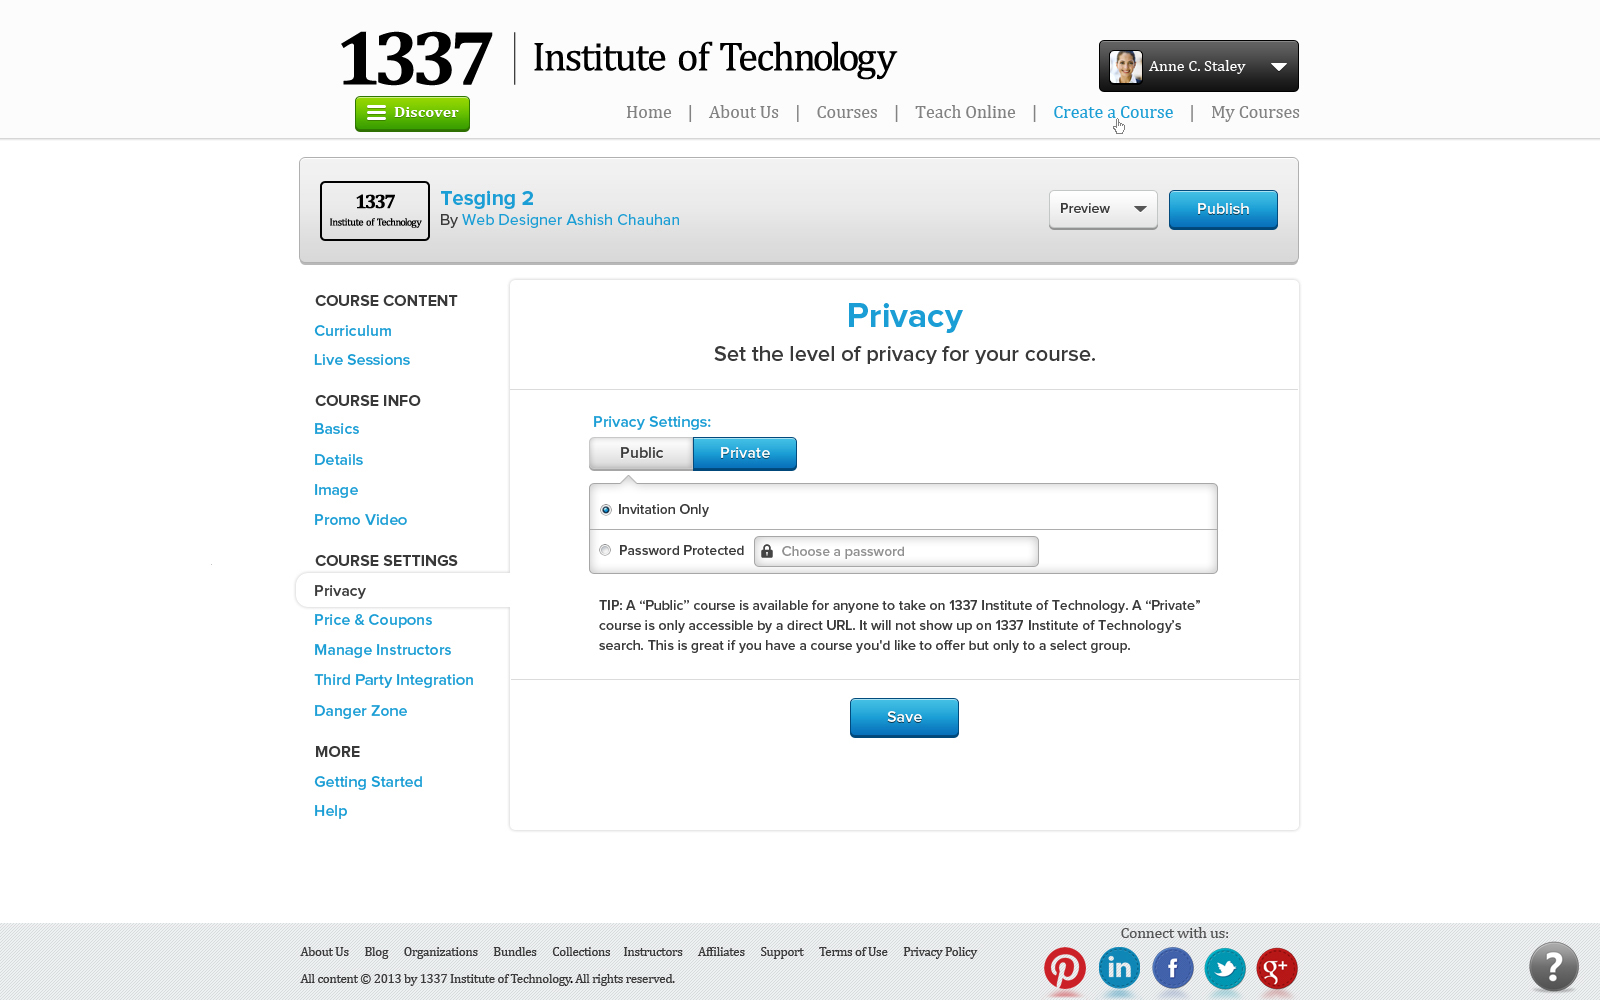 1337 Institute of Technology
Anne C. Staley
Discover
Home | About Us | Courses | Teach Online | Create a Course | My Courses
1337
Institute of Technology
Tesging 2
By Web Designer Ashish Chauhan
Preview
Publish
COURSE CONTENT
Curriculum
Live Sessions
COURSE INFO
Basics
Details
Image
Promo Video
COURSE SETTINGS
Privacy
Price & Coupons
Manage Instructors
Third Party Integration
Danger Zone
MORE
Getting Started
Help
Privacy
Set the level of privacy for your course.
Privacy Settings:
Public Private
Invitation Only
Password Protected Choose a password
TIP: A “Public” course is available for anyone to take on 1337 Institute of Technology. A “Private”
course is only accessible by a direct URL. It will not show up on 1337 Institute of Technology’s
search. This is great if you have a course you'd like to offer but only to a select group.
Save
About Us Blog Organizations Bundles Collections Instructors Affiliates Support Terms of Use Privacy Policy
All content © 2013 by 1337 Institute of Technology. All rights reserved.
Connect with us:
in
f
g+
?